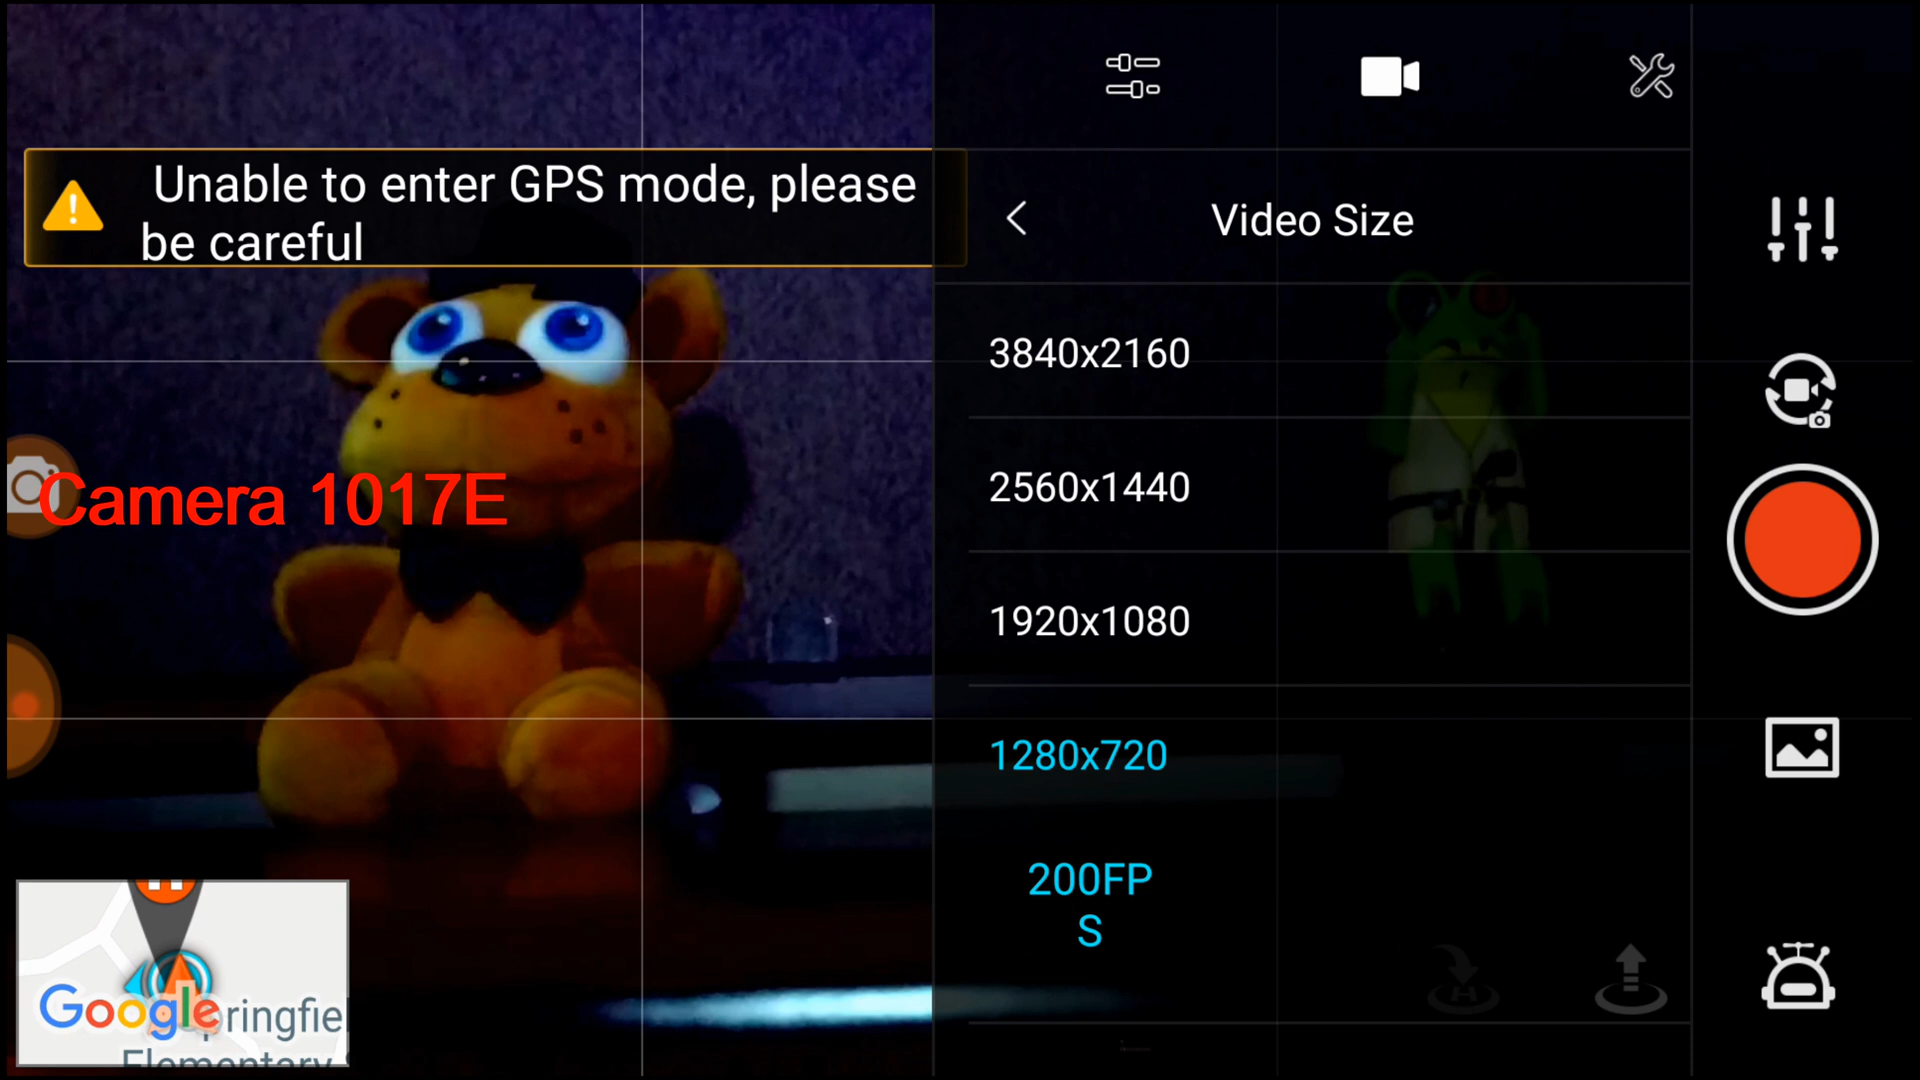 Unable to enter GPS mode, please
be careful
Video Size
3840x2160
2560x1440
Camera 1017E
1920x1080
1280x720
200FP
S
Google
ringfie
Elementary